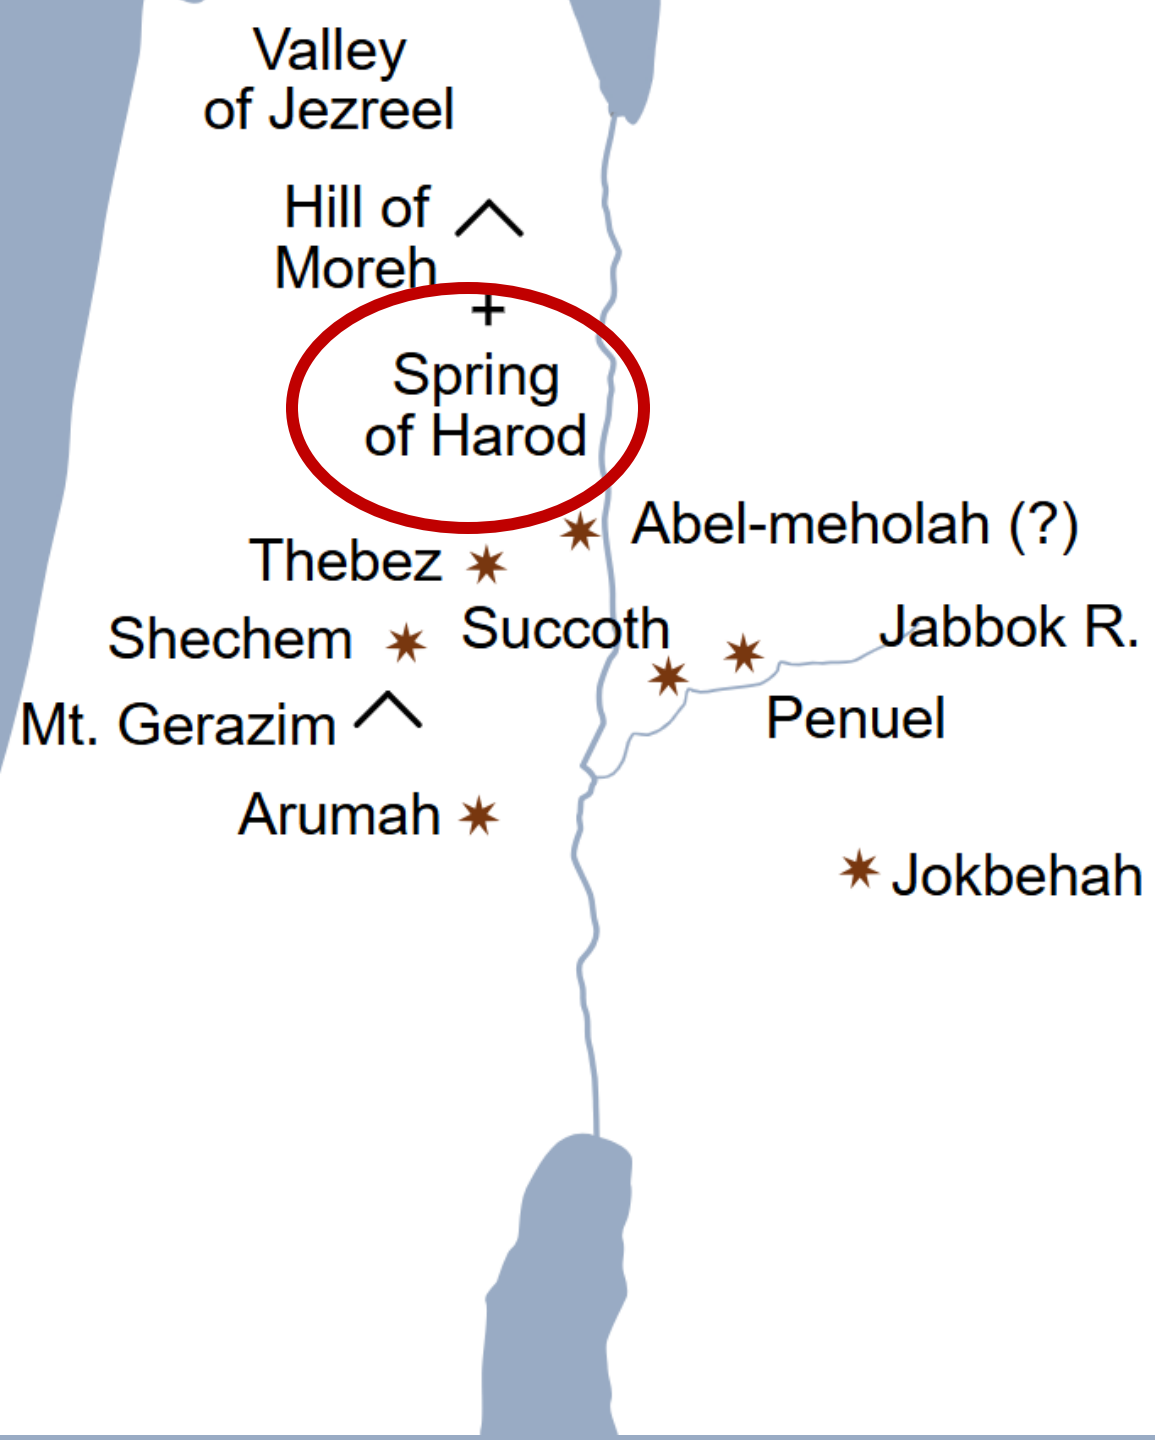 Valley
of Jezreel
Hill of
Moreh
Spring
of Harod
Abel-meholah (?)
Thebez
Succoth
Jabbok R.
Shechem
Penuel
Mt. Gerazim
Arumah
Jokbehah